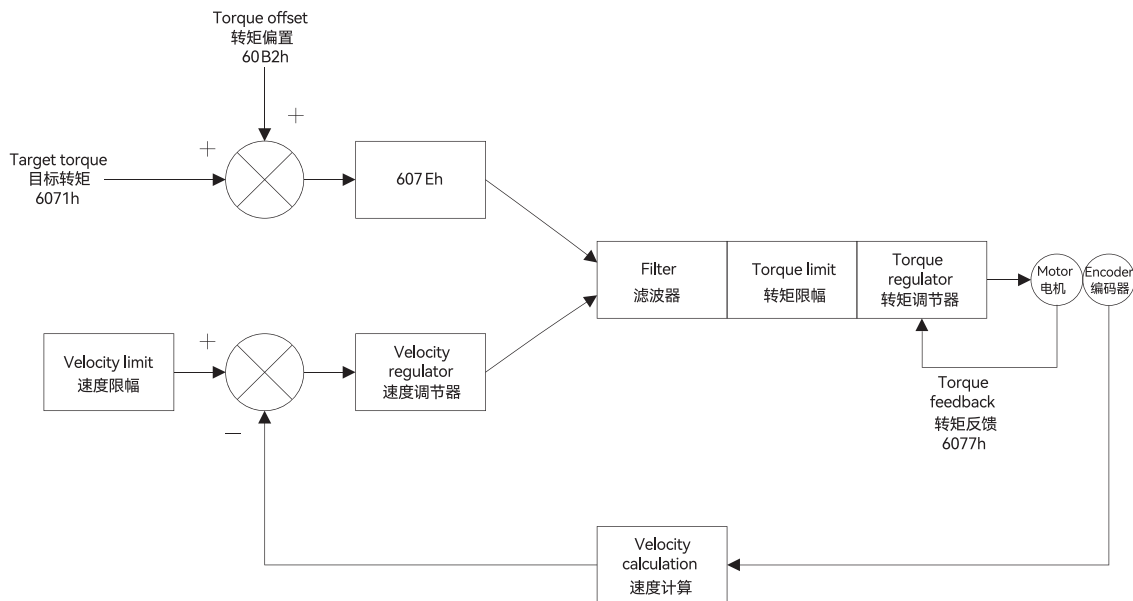 Torque offset
转矩偏置
60B2h
+
+
Target torque
目标转矩
6071h
607Eh
Filter
滤波器
Torque limit
转矩限幅
Torque
regulator
转矩调节器
Motor
电机
Encoder
编码器
+
Velocity limit
速度限幅
Velocity
regulator
速度调节器
—
Torque
feedback
转矩反馈
6077h
Velocity
calculation
速度计算